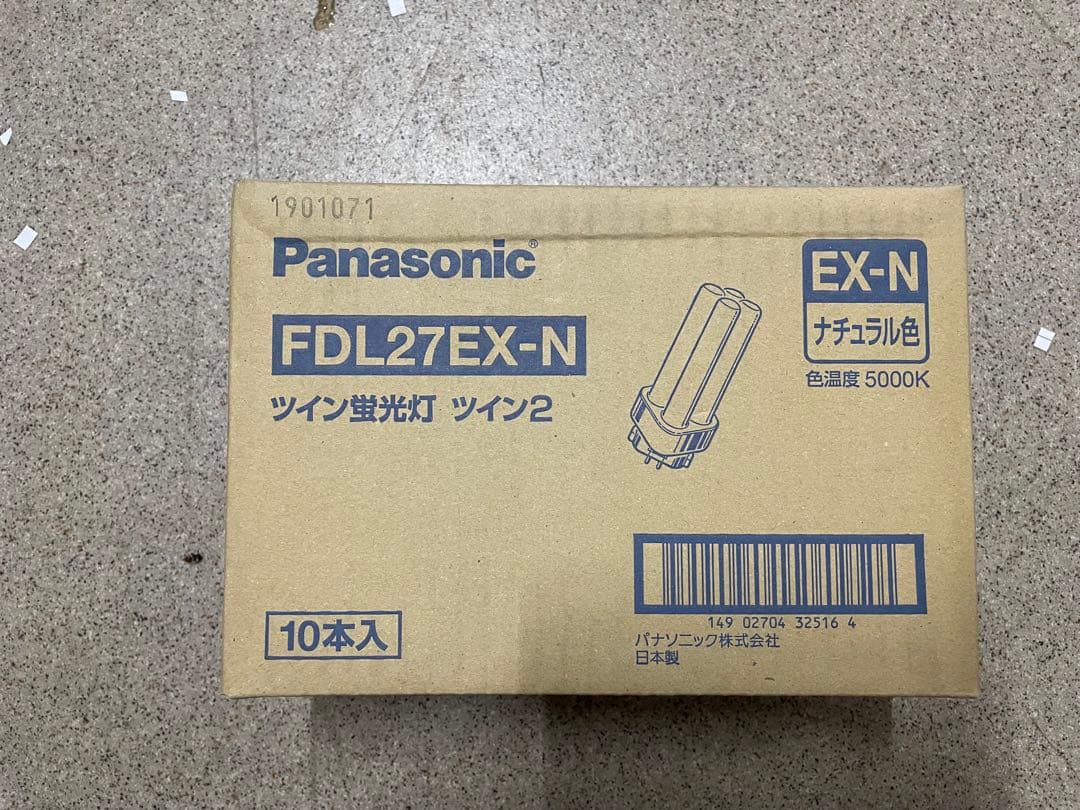 1901071
Panasonic®
FDL27EX-N
ツイン蛍光灯 ツイン2
EX-N
ナチュラル色
色温度 5000K
149 02704 32516 4
パナソニック株式会社
日本製
10本入